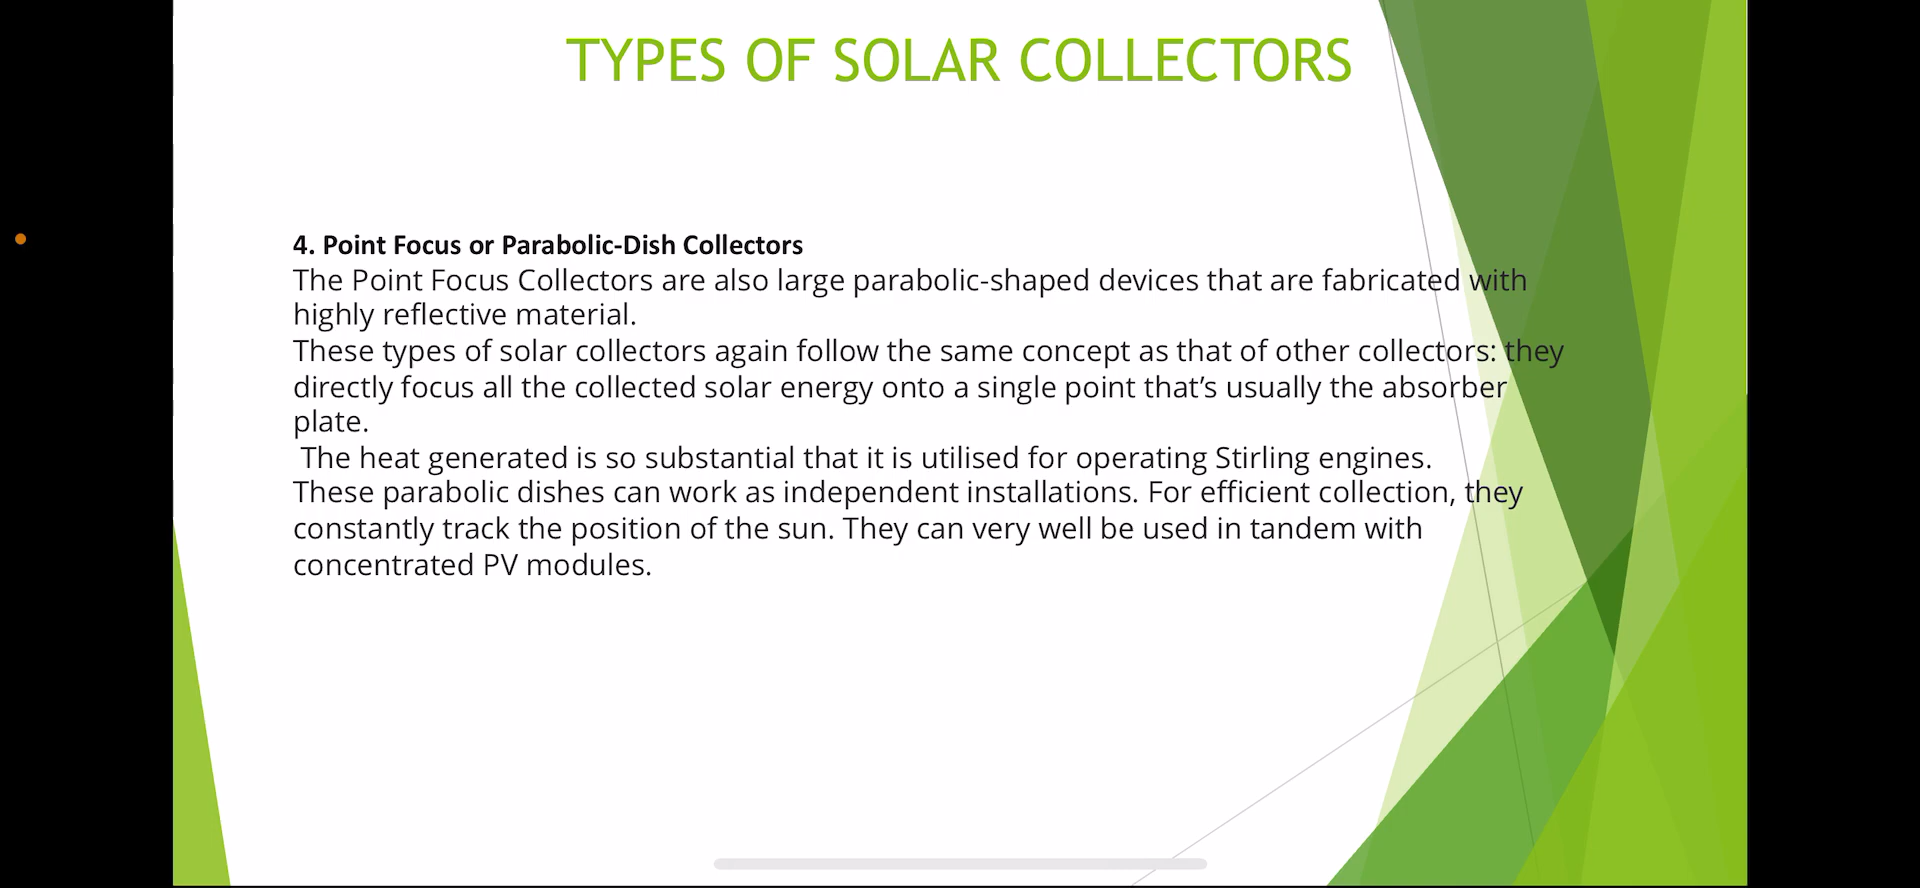 TYPES OF SOLAR COLLECTORS
4. Point Focus or Parabolic-Dish Collectors
The Point Focus Collectors are also large parabolic-shaped devices that are fabricated with
highly reflective material.
These types of solar collectors again follow the same concept as that of other collectors: they
directly focus all the collected solar energy onto a single point that’s usually the absorber
plate.
The heat generated is so substantial that it is utilised for operating Stirling engines.
These parabolic dishes can work as independent installations. For efficient collection, they
constantly track the position of the sun. They can very well be used in tandem with
concentrated PV modules.